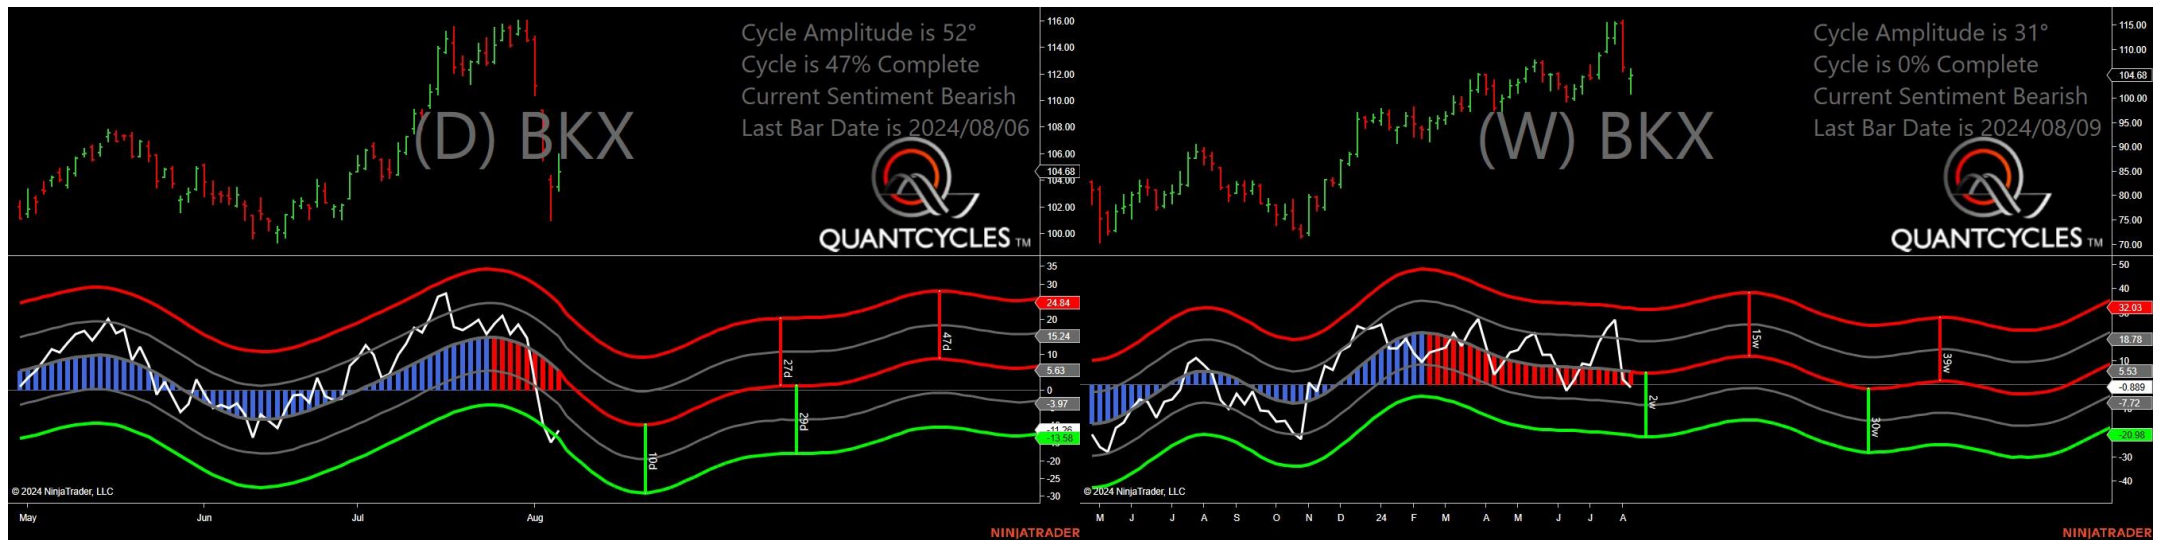 Cycle Amplitude is 52°
Cycle is 47% Complete
Current Sentiment Bearish
Last Bar Date is 2024/08/06
(D) BKX
QUANTCYCLES TM
116.00
114.00
112.00
110.00
108.00
106.00
104.68
104.00
102.00
100.00
35
30
24.84
20
15.24
10
5.63
0
-3.97
-11.26
-13.58
-20
-25
-30
27d
47d
29d
10d
© 2024 NinjaTrader, LLC
May Jun Jul Aug
NINJATRADER
Cycle Amplitude is 31°
Cycle is 0% Complete
Current Sentiment Bearish
Last Bar Date is 2024/08/09
(W) BKX
QUANTCYCLES TM
115.00
110.00
104.68
100.00
95.00
90.00
85.00
80.00
75.00
70.00
50
40
32.03
18.78
10
5.53
-0.889
-7.72
-20.98
-30
-40
15w
39w
2w
30w
© 2024 NinjaTrader, LLC
M J J A S O N D 24 F M A M J J A
NINJATRADER